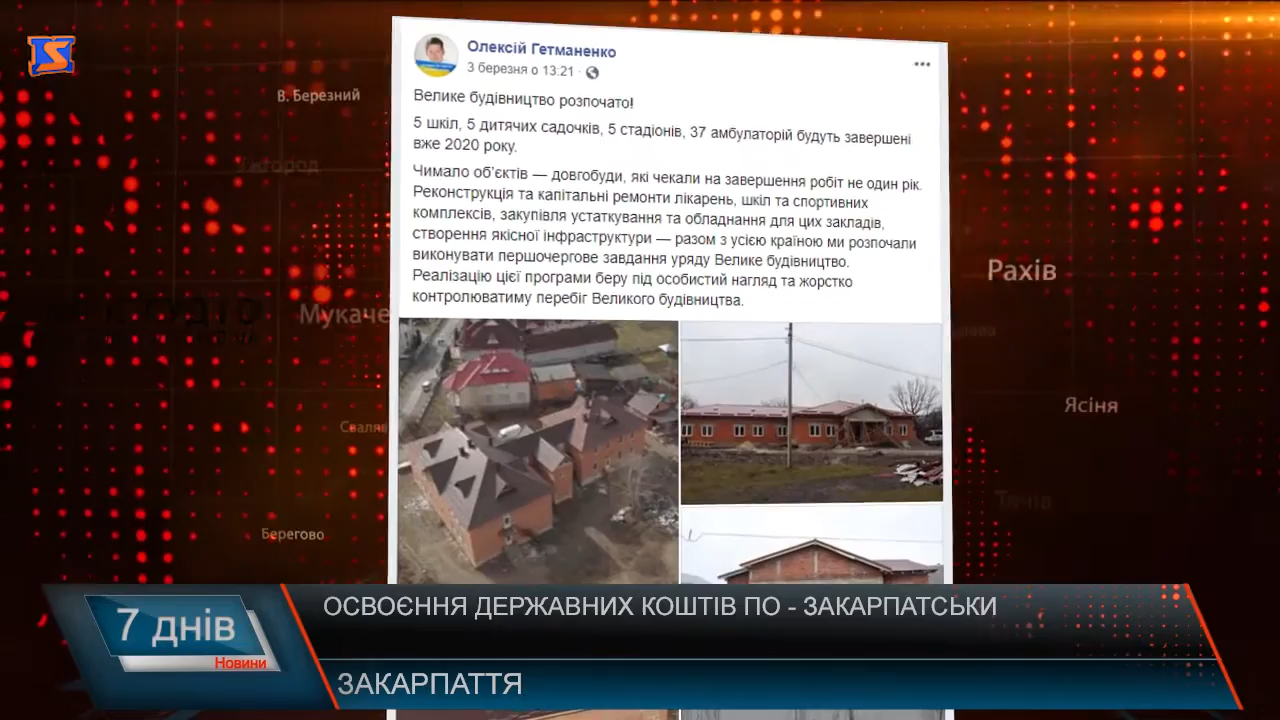 Олексій Гетманенко
3 березня о 13:21 ·
Велике будівництво розпочато!
5 шкіл, 5 дитячих садочків, 5 стадіонів, 37 амбулаторій будуть завершені
вже 2020 року.
Чимало об'єктів — довгобуди, які чекали на завершення робіт не один рік.
Реконструкція та капітальні ремонти лікарень, шкіл та спортивних
комплексів, закупівля устаткування та обладнання для цих закладів,
створення якісної інфраструктури — разом з усією країною ми розпочали
виконувати першочергове завдання уряду Велике будівництво.
Реалізацію цієї програми беру під особистий нагляд та жорстко
контролюватиму перебіг Великого будівництва.
В. Березний
Ужгород
Мукаче
Сваляв
Берегово
Рахів
Ясіня
Тячів
7 днів
Новини
ОСВОЄННЯ ДЕРЖАВНИХ КОШТІВ ПО - ЗАКАРПАТСЬКИ
ЗАКАРПАТТЯ